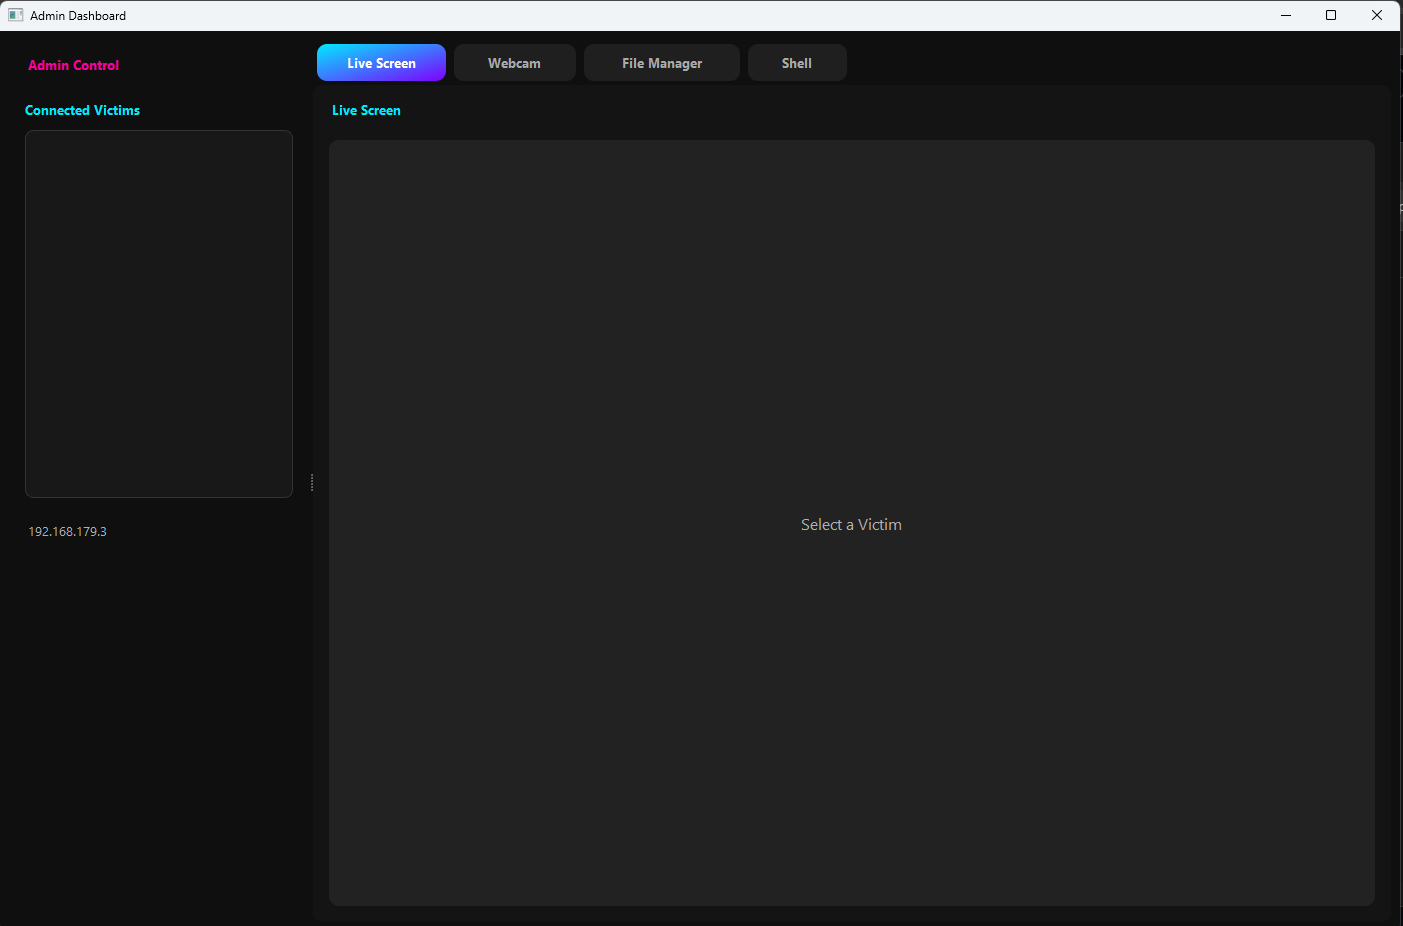 Admin Dashboard
Admin Control
Connected Victims
192.168.179.3
Live Screen
Webcam
File Manager
Shell
Live Screen
Select a Victim